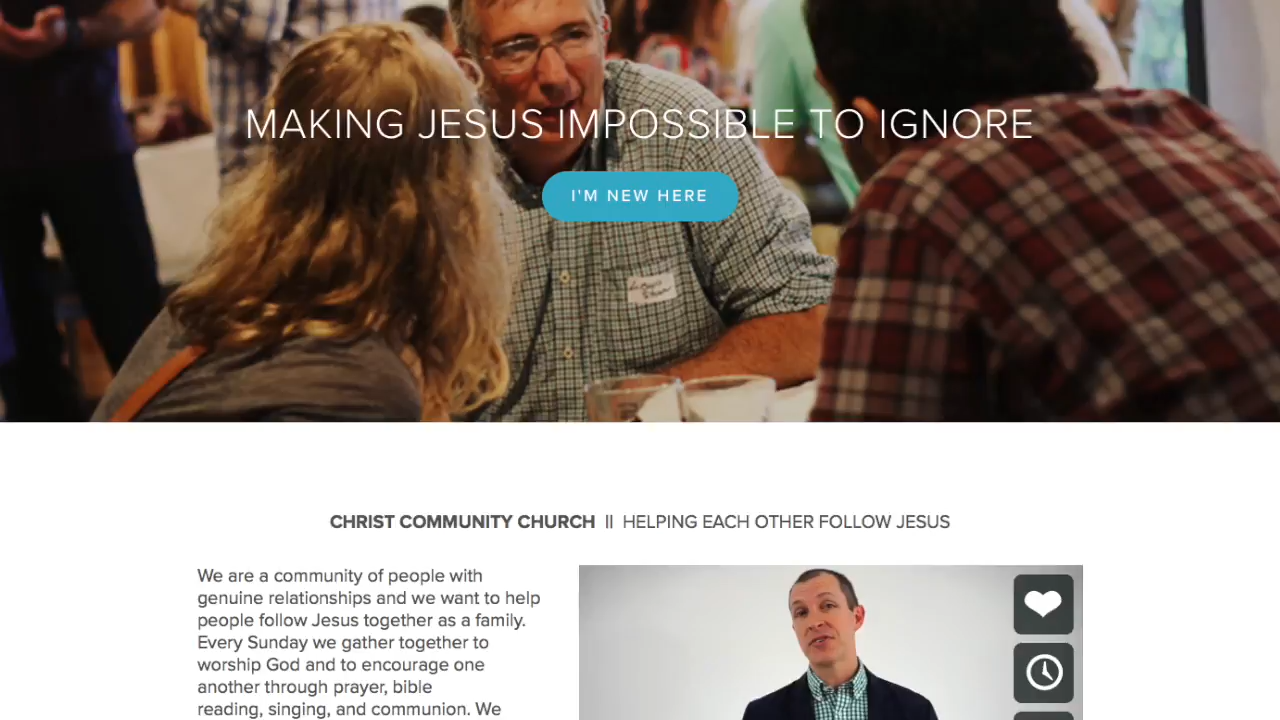 MAKING JESUS IMPOSSIBLE TO IGNORE
I'M NEW HERE
CHRIST COMMUNITY CHURCH || HELPING EACH OTHER FOLLOW JESUS
We are a community of people with
genuine relationships and we want to help
people follow Jesus together as a family.
Every Sunday we gather together to
worship God and to encourage one
another through prayer, bible
reading, singing, and communion. We